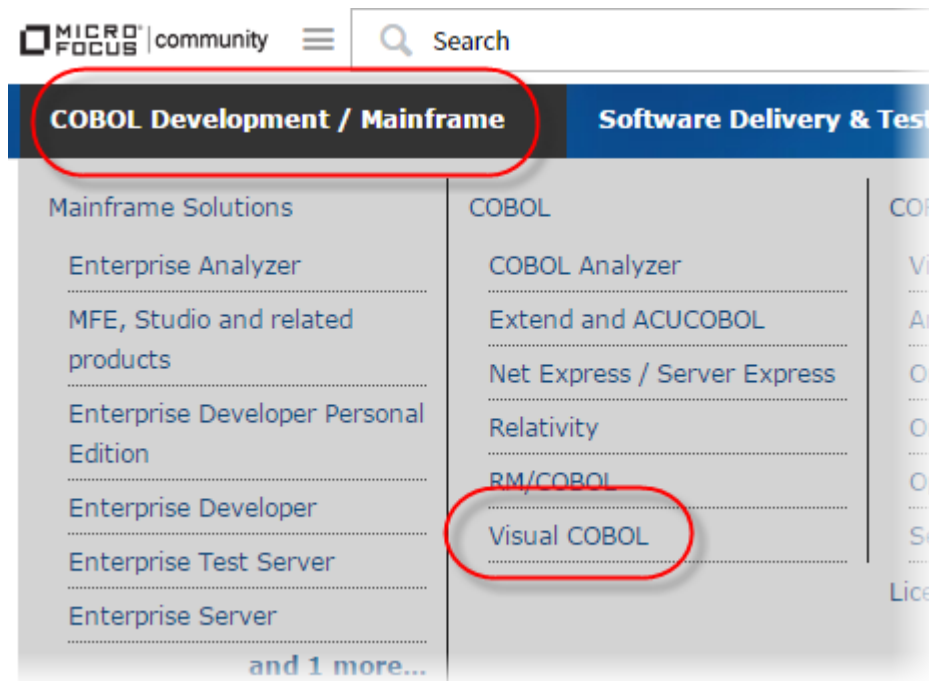 MICRO FOCUS | community
Search
COBOL Development / Mainframe
Software Delivery & Test
Mainframe Solutions
Enterprise Analyzer
MFE, Studio and related
products
Enterprise Developer Personal
Edition
Enterprise Developer
Enterprise Test Server
Enterprise Server
and 1 more...
COBOL
COBOL Analyzer
Extend and ACUCOBOL
Net Express / Server Express
Relativity
RM/COBOL
Visual COBOL